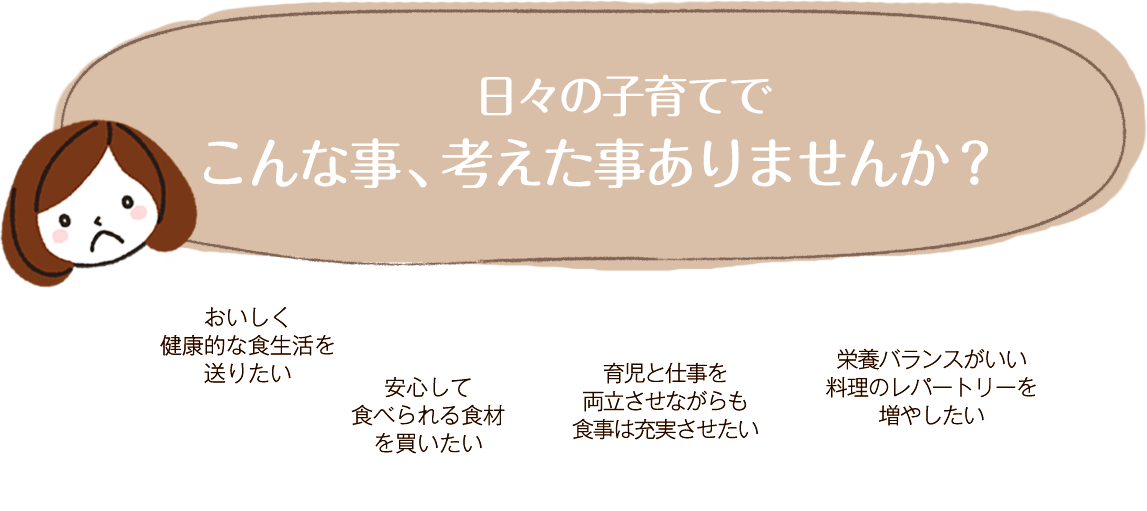 日々の子育てで
こんな事、考えた事ありませんか？
おいしく
健康的な食生活を
送りたい
安心して
食べられる食材
を買いたい
育児と仕事を
両立させながらも
食事は充実させたい
栄養バランスがいい
料理のレパートリーを
増やしたい